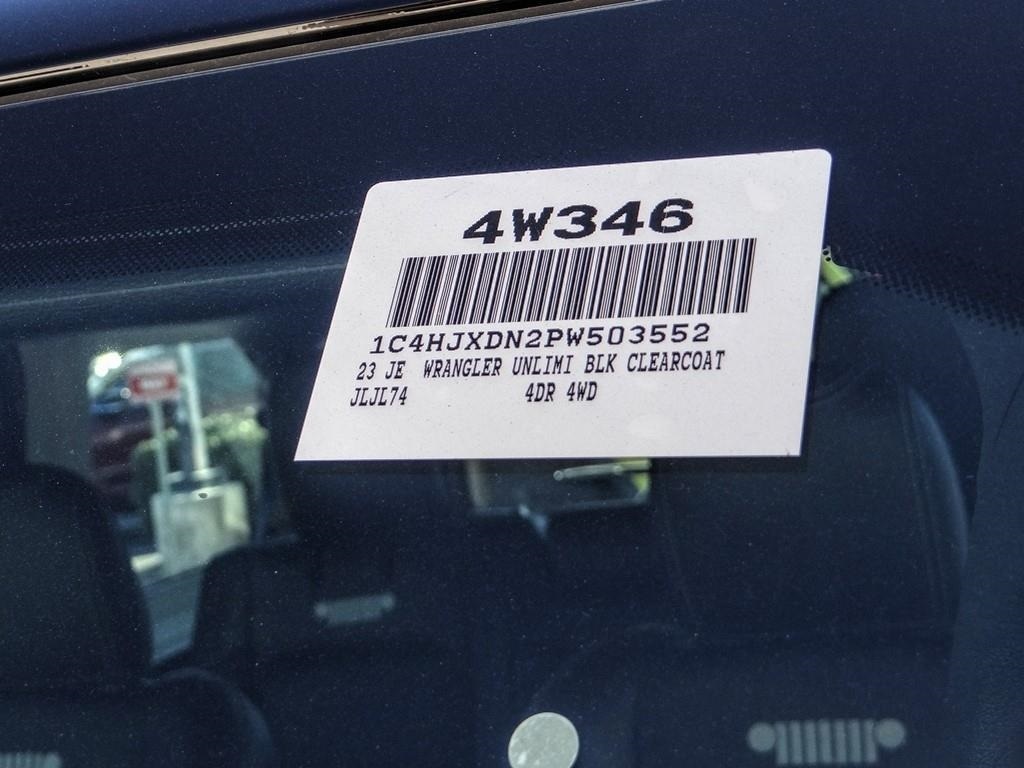 4W346
1C4HJXDN2PW503552
23 JE WRANGLER UNLIMI BLK CLEARCOAT
JLJL74 4DR 4WD